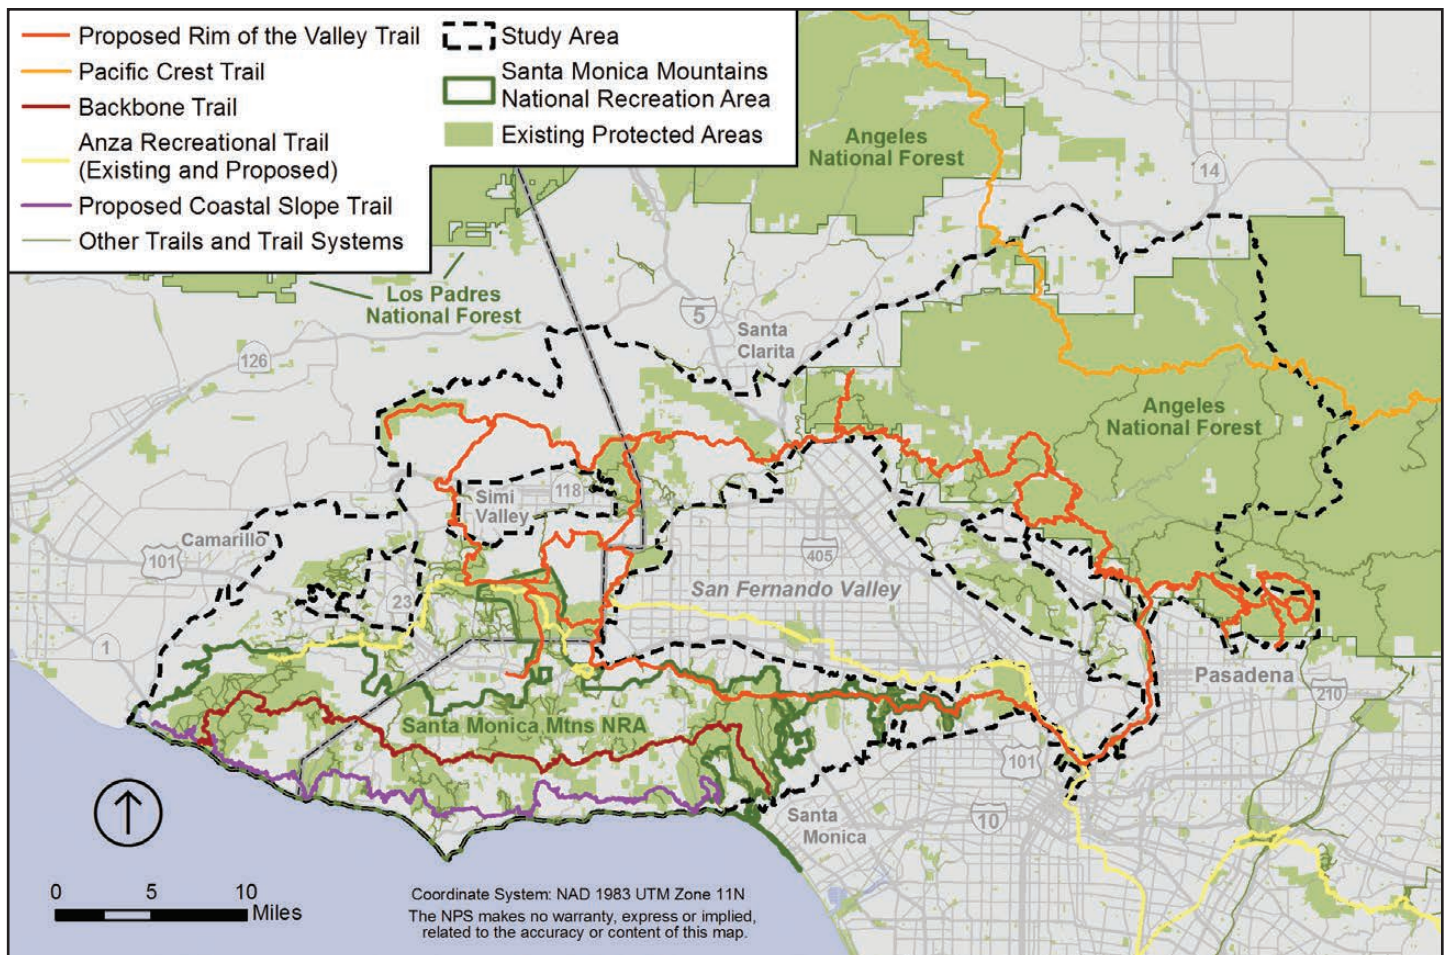 Proposed Rim of the Valley Trail
Pacific Crest Trail
Backbone Trail
Anza Recreational Trail
(Existing and Proposed)
Proposed Coastal Slope Trail
Other Trails and Trail Systems
Study Area
Santa Monica Mountains
National Recreation Area
Existing Protected Areas
Angeles
National Forest
14
Los Padres
National Forest
5
Santa
Clarita
126
Angeles
National Forest
Simi
Valley
118
Camarillo
101
405
San Fernando Valley
23
1
Pasadena
210
Santa Monica Mtns NRA
101
Santa
Monica
10
0 5 10
Miles
Coordinate System: NAD 1983 UTM Zone 11N
The NPS makes no warranty, express or implied,
related to the accuracy or content of this map.